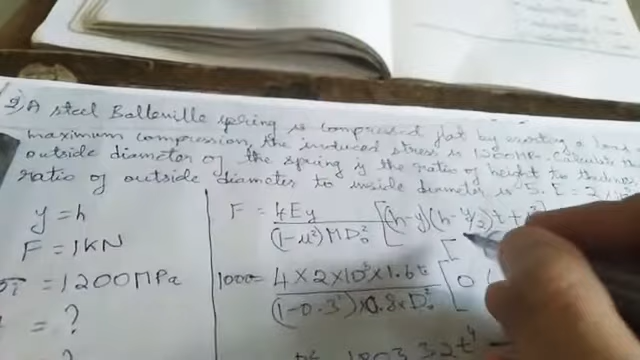 2) A steel Balleville spring is compressed flat by exerting a load
maximum compression, the induced stress is 1200MPa. Calculate the
outside diameter of the spring if the ratio of height to thickness
ratio of outside diameter to inside diameter is 5. E = 2
y = h
F = 1KN
= 1200MPa
= ?
F = 4Ey / (1-μ²)MD₀² [(h-y)(h-y/2)t + t³]
1000 = 4×2×10⁵×1.6t / (1-0.3²)×0.8×D₀² [0